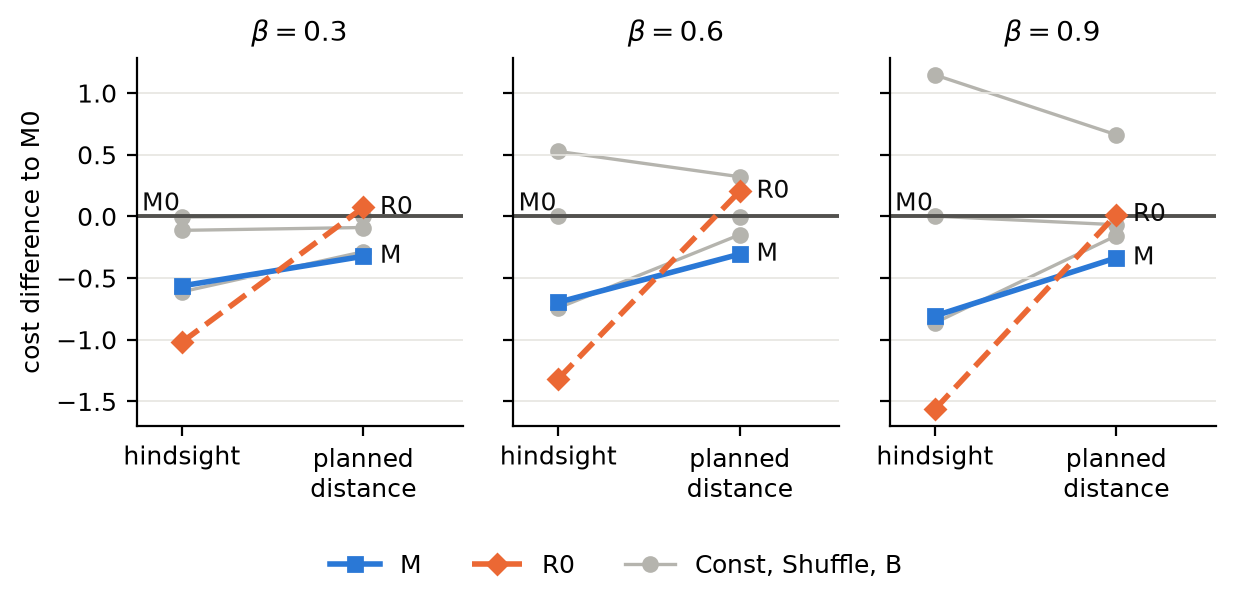 β = 0.3
β = 0.6
β = 0.9
cost difference to M0
1.0
0.5
0.0
−0.5
−1.0
−1.5
M0
R0
M
M0
R0
M
M0
R0
M
hindsight
planned
distance
hindsight
planned
distance
hindsight
planned
distance
M
R0
Const, Shuffle, B